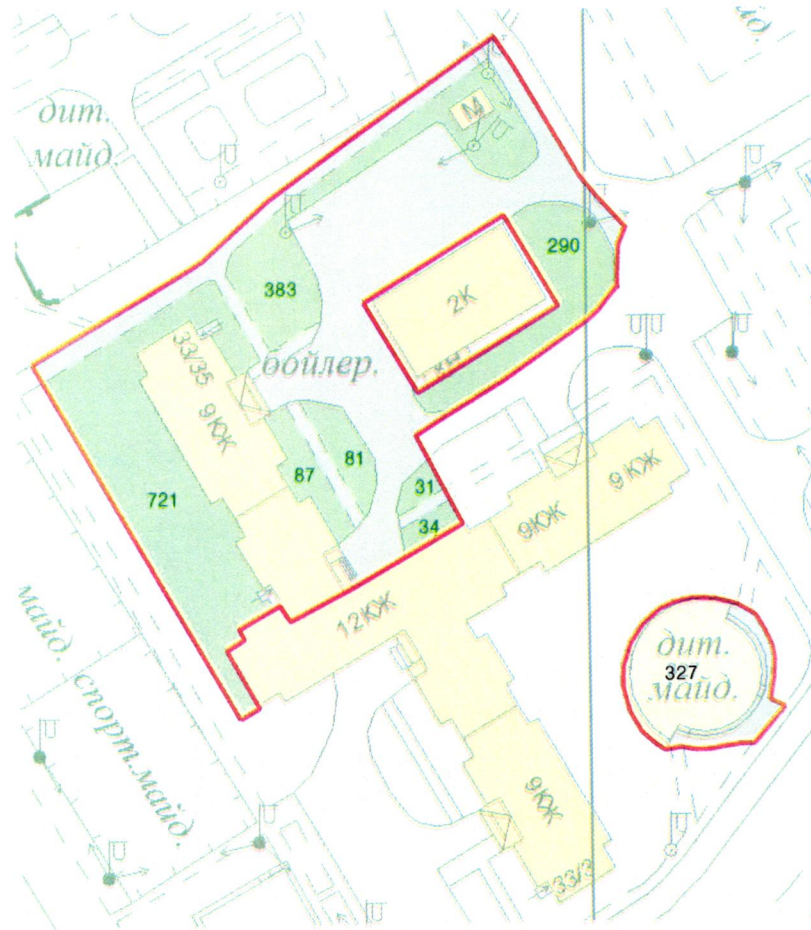 дит.
майд.
М
290
383
2К
33/35
бойлер.
9КЖ
81
87
31
721
34
9КЖ
9 КЖ
12КЖ
дит.
327
майд.
майд. спорт.майд.
9КЖ
33/3